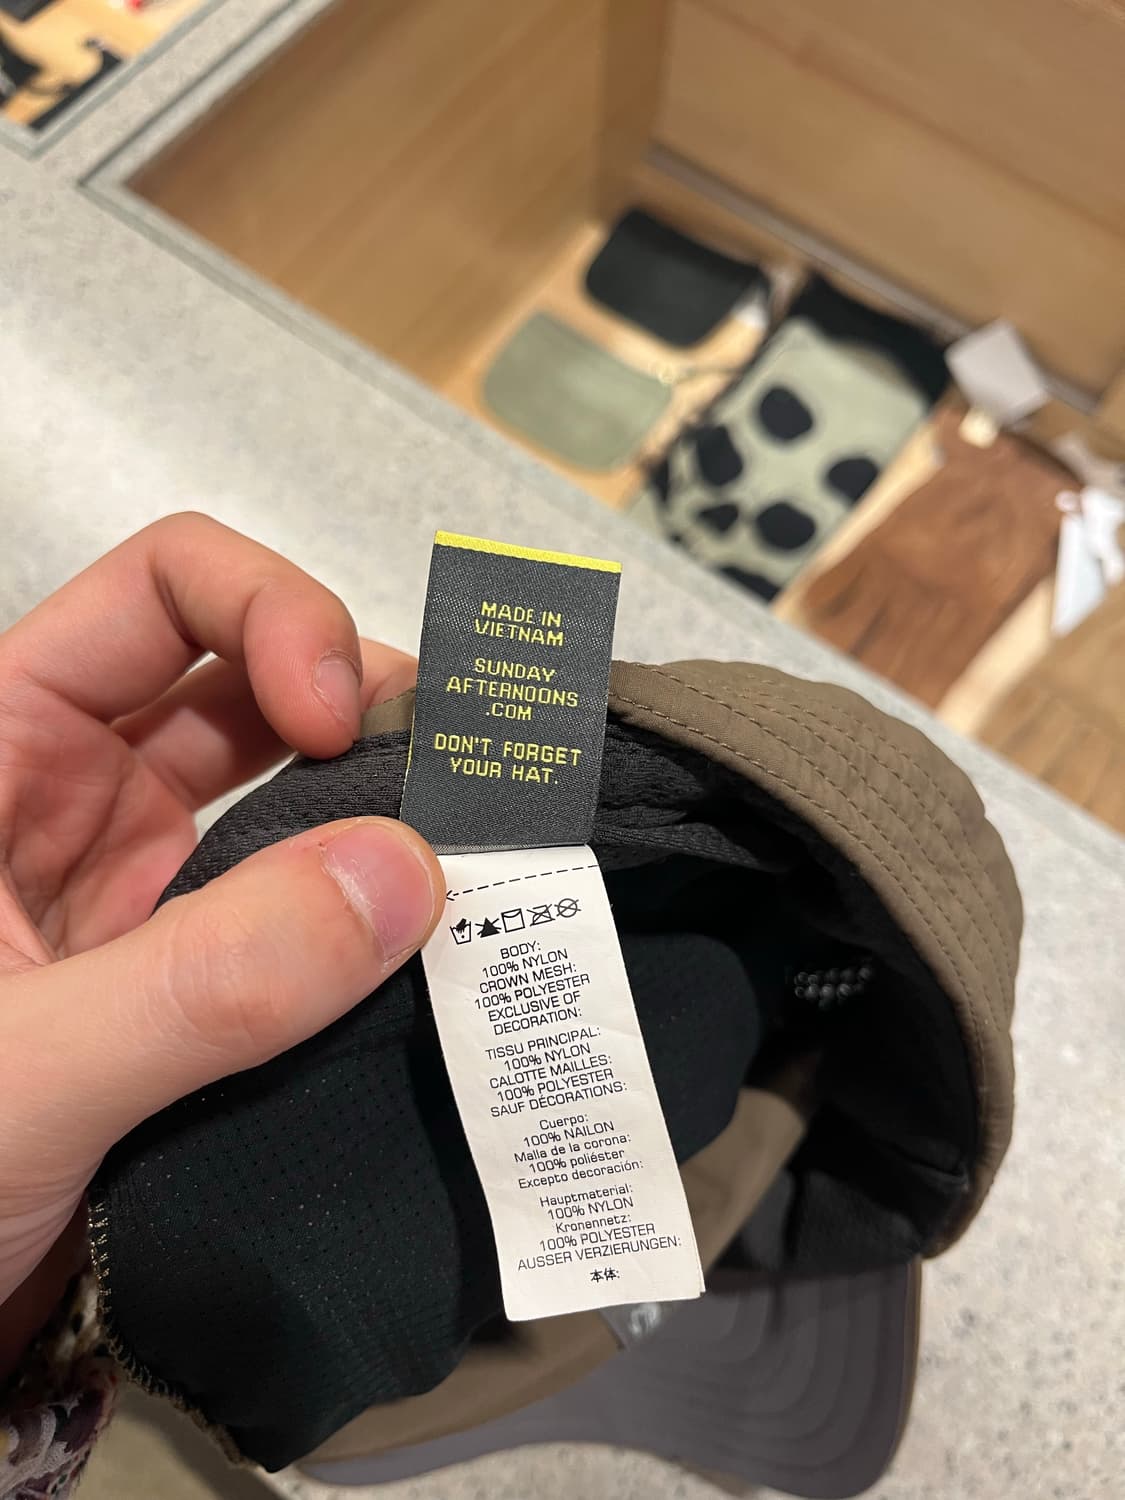 MADE IN
VIETNAM
SUNDAY
AFTERNOONS
.COM
DON'T FORGET
YOUR HAT.
BODY:
100% NYLON
CROWN MESH:
100% POLYESTER
EXCLUSIVE OF
DECORATION:
TISSU PRINCIPAL:
100% NYLON
CALOTTE MAILLES:
100% POLYESTER
SAUF DÉCORATIONS:
Cuerpo:
100% NAILON
Malla de la corona:
100% poliéster
Excepto decoración:
Hauptmaterial:
100% NYLON
Kronennetz:
100% POLYESTER
AUSSER VERZIERUNGEN:
本体: